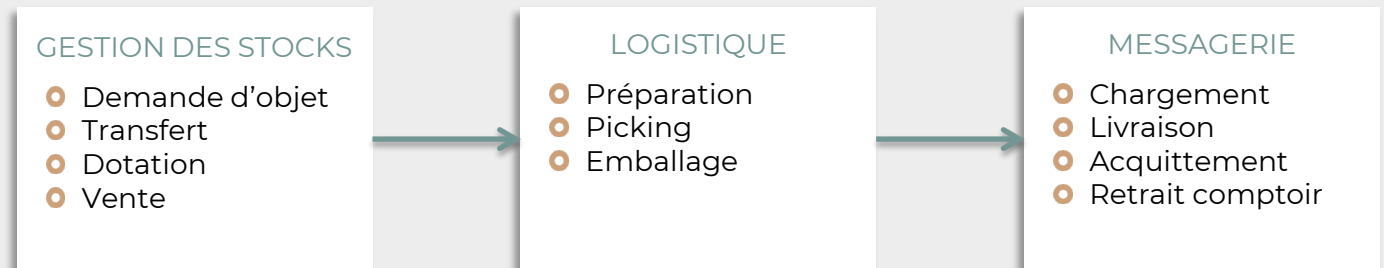 GESTION DES STOCKS
Demande d’objet
Transfert
Dotation
Vente
LOGISTIQUE
Préparation
Picking
Emballage
MESSAGERIE
Chargement
Livraison
Acquittement
Retrait comptoir